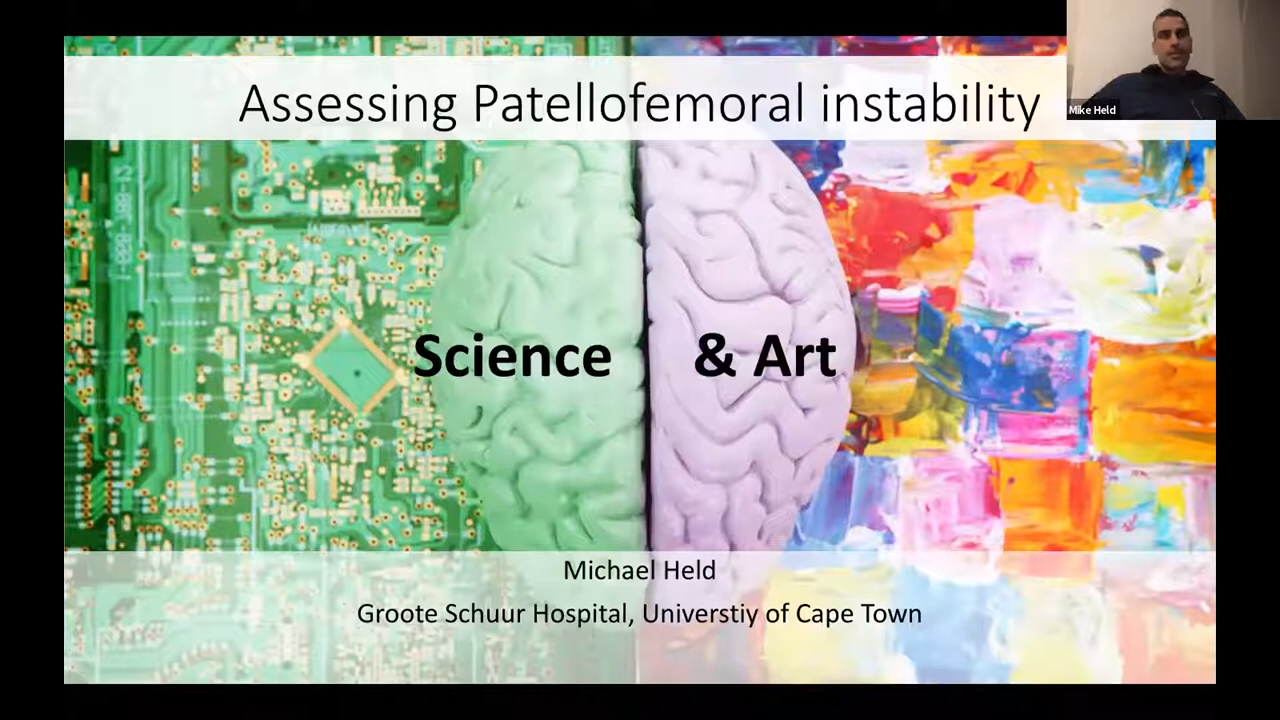 Assessing Patellofemoral instability
Mike Held
Science & Art
Michael Held
Groote Schuur Hospital, Universtiy of Cape Town